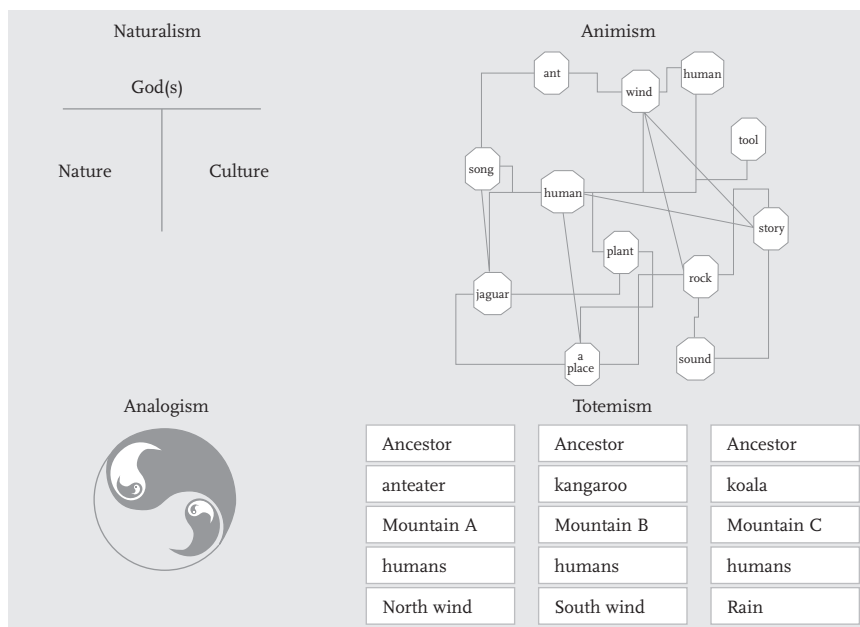 Naturalism
God(s)
Nature
Culture
Animism
ant
wind
human
tool
song
human
story
plant
rock
jaguar
a
place
sound
Analogism
Totemism
Ancestor
Ancestor
Ancestor
anteater
kangaroo
koala
Mountain A
Mountain B
Mountain C
humans
humans
humans
North wind
South wind
Rain